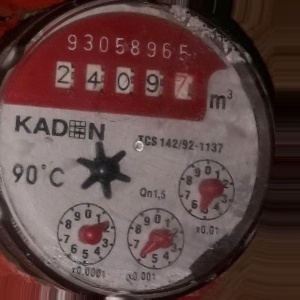 93058965
24097 m³
KADEN
TCS 142/92-1137
90°C
Qn1,5
x0,01
x0,0001
x0,001